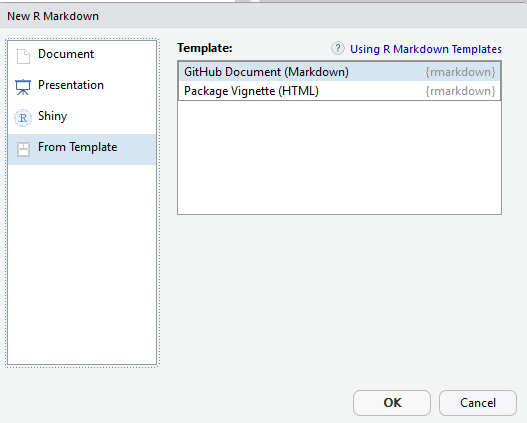 New R Markdown
Document
Presentation
R Shiny
From Template
Template:
? Using R Markdown Templates
GitHub Document (Markdown) {rmarkdown}
Package Vignette (HTML) {rmarkdown}
OK Cancel